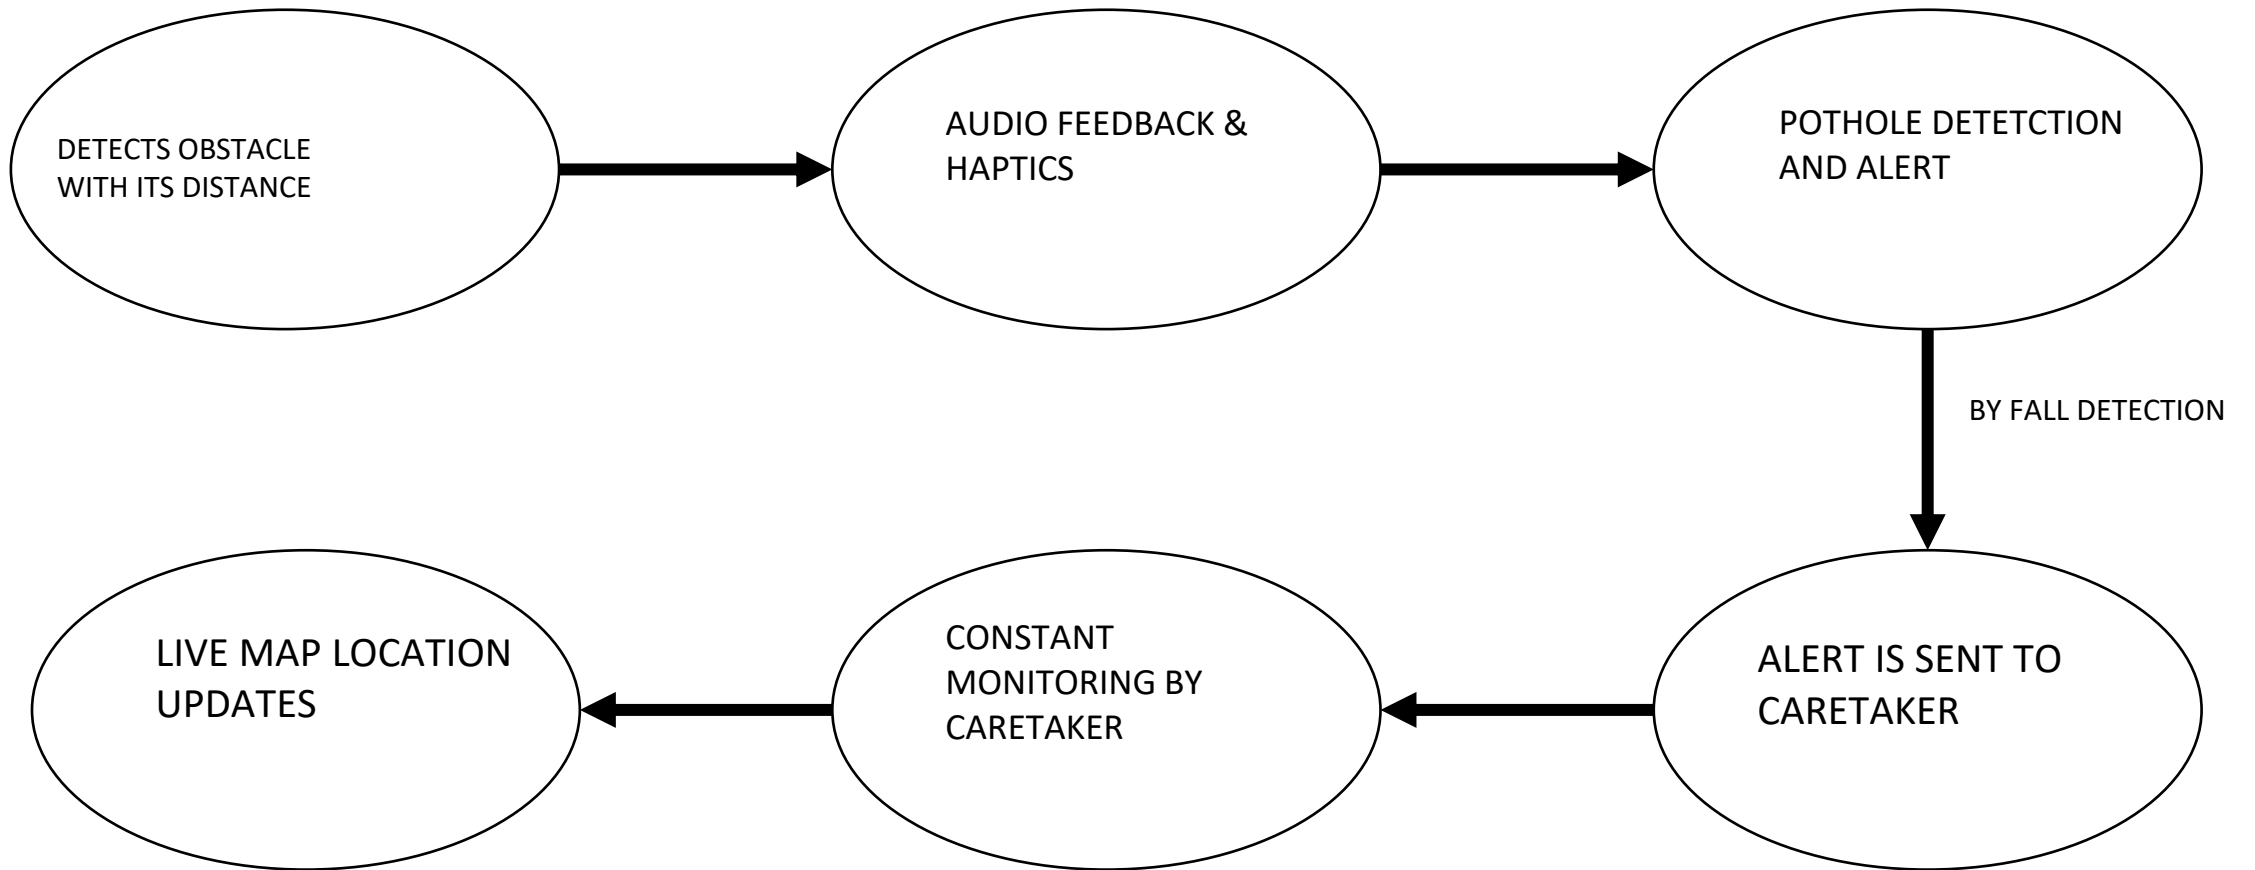 DETECTS OBSTACLE
WITH ITS DISTANCE
AUDIO FEEDBACK &
HAPTICS
POTHOLE DETETCTION
AND ALERT
BY FALL DETECTION
ALERT IS SENT TO
CARETAKER
CONSTANT
MONITORING BY
CARETAKER
LIVE MAP LOCATION
UPDATES